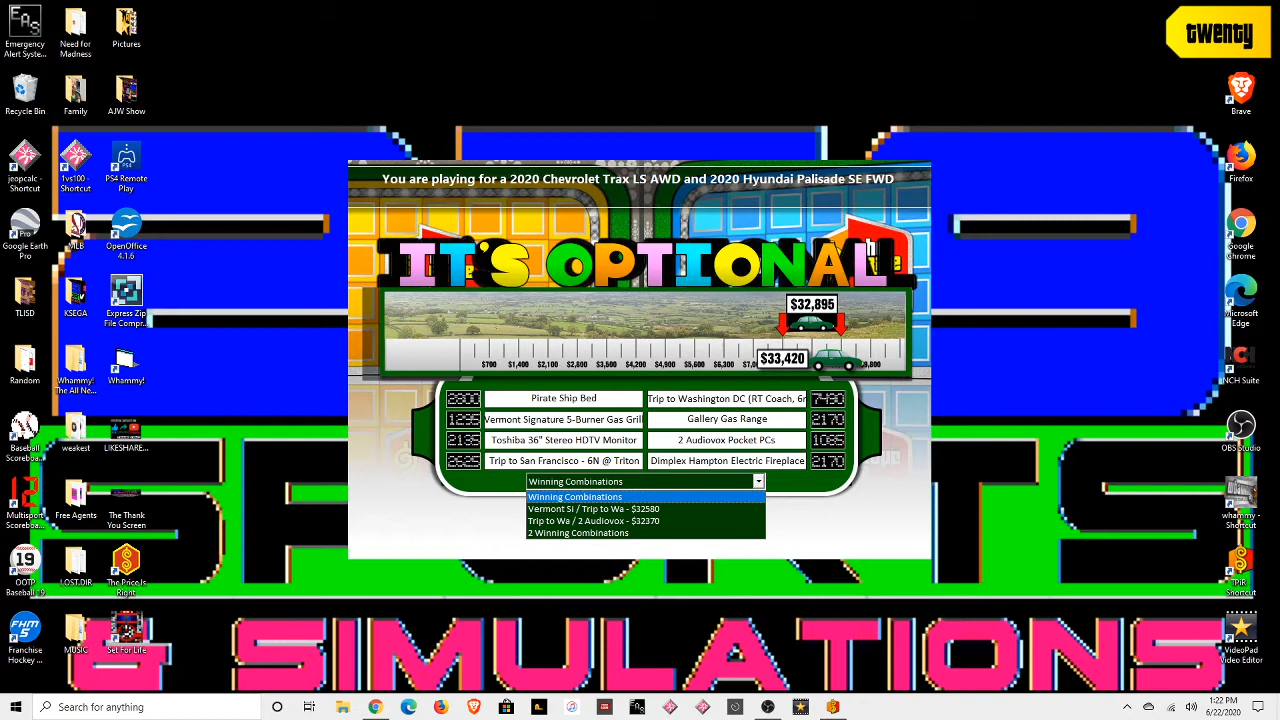 Emergency
Alert Syste...
Need for
Madness
Pictures
twenty
Recycle Bin
Family
AJW Show
Brave
jeopolac -
Shortcut
1vs100 -
Shortcut
PS4 Remote
Play
Firefox
Google Earth
Pro
MLB
OpenOffice
4.1.6
Google
Chrome
TLISD
KSEGA
Express Zip
File Compr...
Microsoft
Edge
Random
Whammy!
The All Ne...
Whammy!
NCH Suite
Baseball
Scoreboa...
weakest
LIKESHARE...
OBS Studio
Multisport
Scoreboa...
Free Agents
The Thank
You Screen
whammy -
Shortcut
OOTP
Baseball 19
LOST.DIR
The Price Is
Right
TPiR
Shortcut
Franchise
Hockey ...
MUSIC
Set For Life
VideoPad
Video Editor
You are playing for a 2020 Chevrolet Trax LS AWD and 2020 Hyundai Palisade SE FWD
IT'S OPTIONAL
$32,895
$33,420
$700 $1,400 $2,100 $2,800 $3,500 $4,200 $4,900 $5,600 $6,300
Pirate Ship Bed
Trip to Washington DC (RT Coach, 6n
7490
1235
Vermont Signature 5-Burner Gas Grill
Gallery Gas Range
2170
2135
Toshiba 36" Stereo HDTV Monitor
2 Audiovox Pocket PCs
1085
2625
Trip to San Francisco - 6N @ Triton
Dimplex Hampton Electric Fireplace
2170
Winning Combinations
Winning Combinations
Vermont Si / Trip to Wa - $32580
Trip to Wa / 2 Audiovox - $32370
2 Winning Combinations
SPORTS
& SIMULATIONS
Search for anything
1:22 PM
6/22/2020